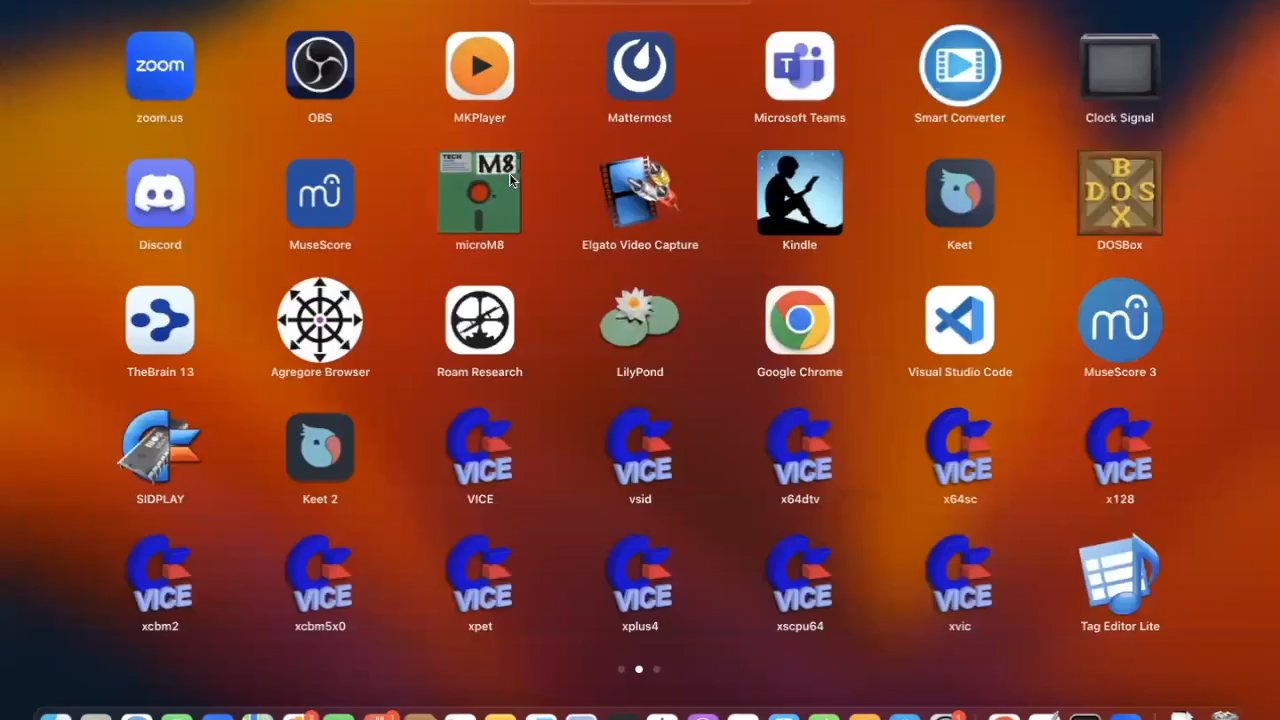 zoom
zoom.us
OBS
MKPlayer
Mattermost
T
Microsoft Teams
Smart Converter
Clock Signal
Discord
mü
MuseScore
TECH
M8
microM8
Elgato Video Capture
Kindle
Keet
B
DOS
X
DOSBox
TheBrain 13
Agregore Browser
Roam Research
LilyPond
Google Chrome
Visual Studio Code
mü
MuseScore 3
SIDPLAY
Keet 2
VICE
VICE
VICE
vsid
VICE
x64dtv
VICE
x64sc
VICE
x128
VICE
xcbm2
VICE
xcbm5x0
VICE
xpet
VICE
xplus4
VICE
xscpu64
VICE
xvic
Tag Editor Lite